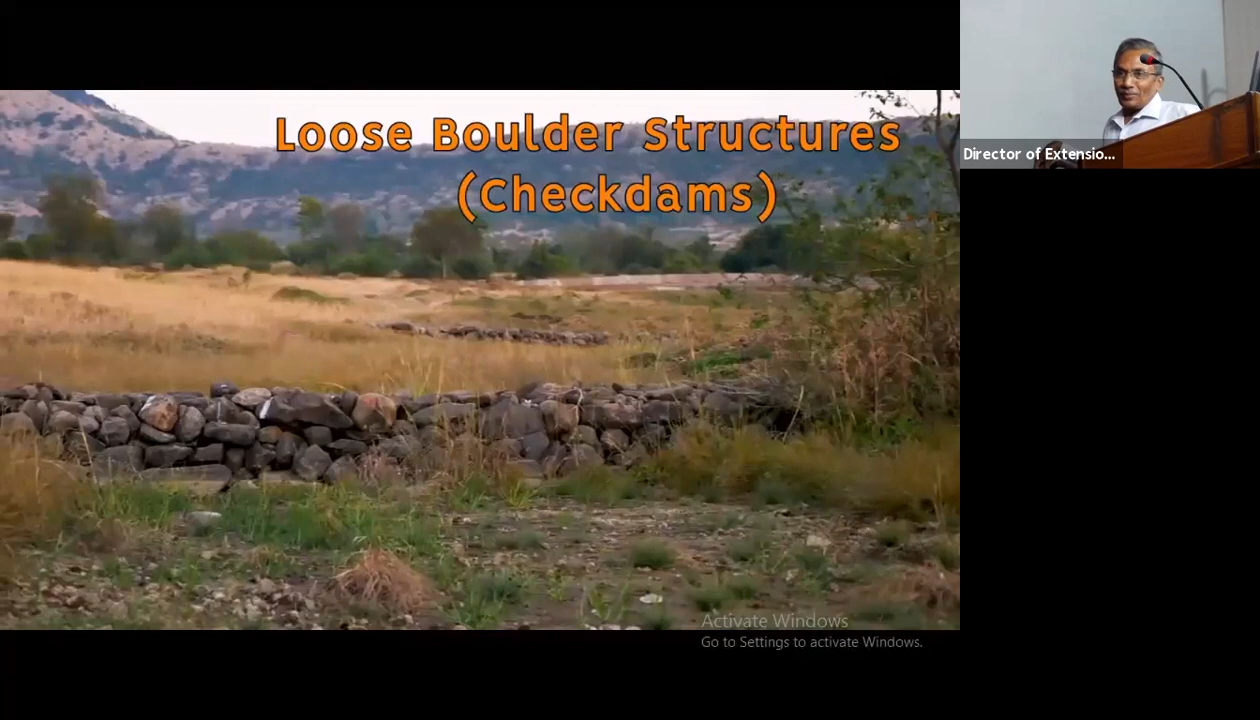 Loose Boulder Structures
(Checkdams)
Director of Extensio...
Activate Windows
Go to Settings to activate Windows.